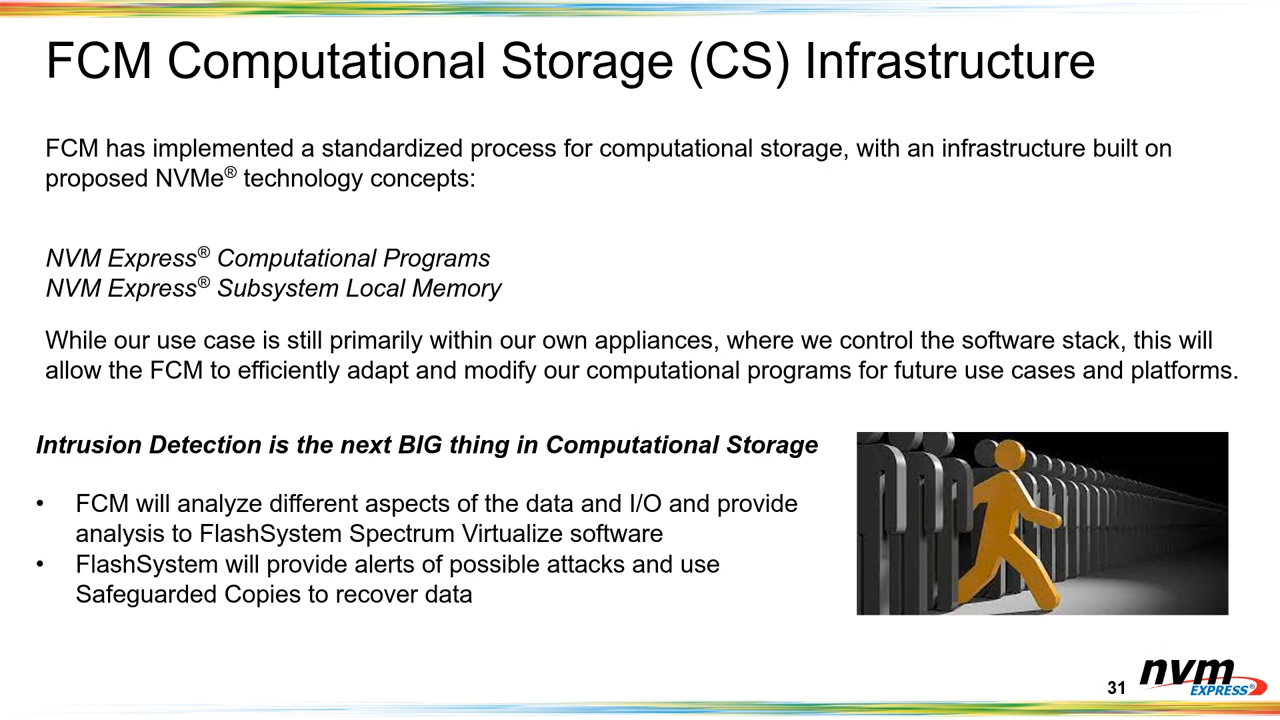 FCM Computational Storage (CS) Infrastructure
FCM has implemented a standardized process for computational storage, with an infrastructure built on
proposed NVMe® technology concepts:
NVM Express® Computational Programs
NVM Express® Subsystem Local Memory
While our use case is still primarily within our own appliances, where we control the software stack, this will
allow the FCM to efficiently adapt and modify our computational programs for future use cases and platforms.
Intrusion Detection is the next BIG thing in Computational Storage
• FCM will analyze different aspects of the data and I/O and provide
analysis to FlashSystem Spectrum Virtualize software
• FlashSystem will provide alerts of possible attacks and use
Safeguarded Copies to recover data
31
nvm
EXPRESS®